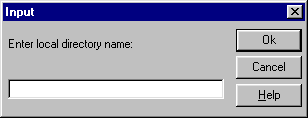 Input
Enter local directory name:
Ok
Cancel
Help